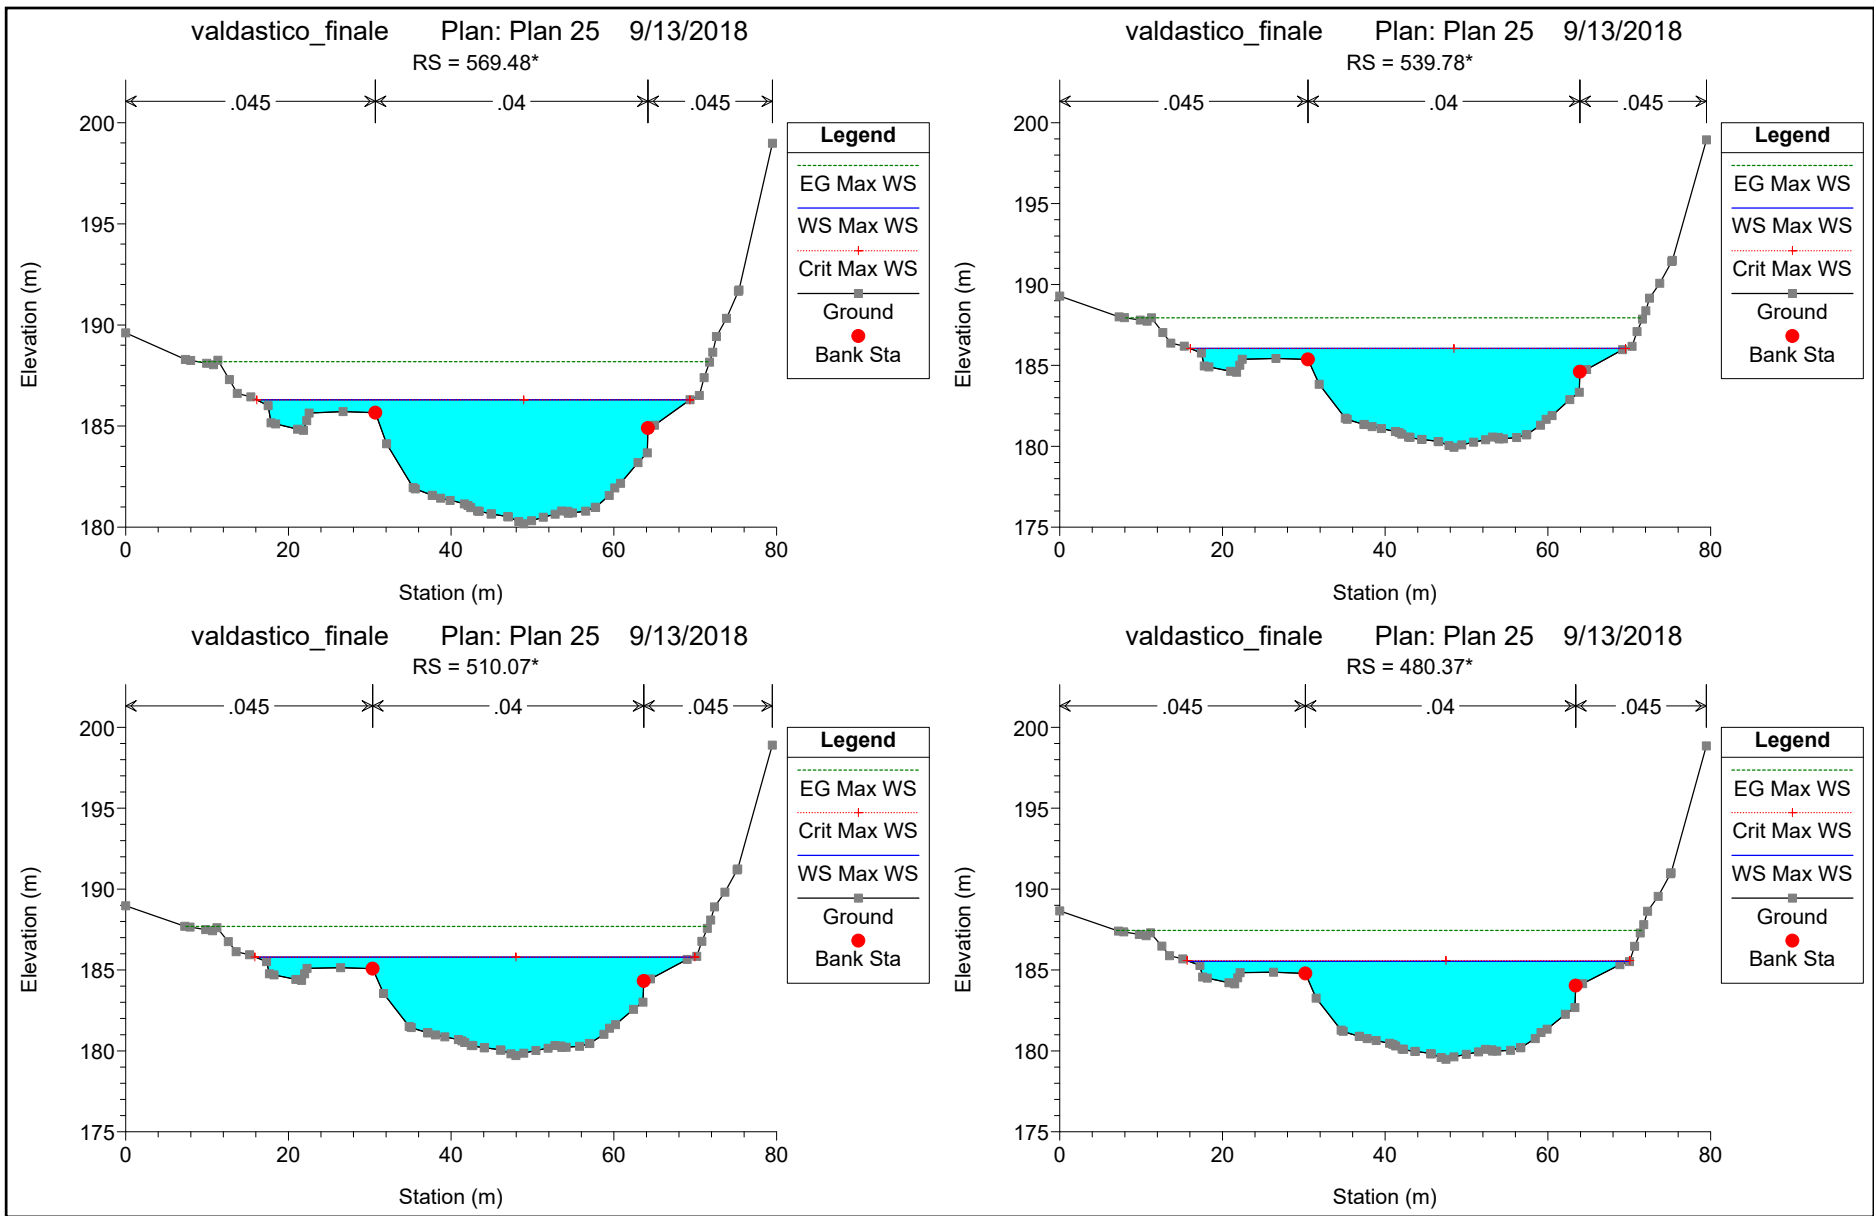 valdastico_finale Plan: Plan 25 9/13/2018
RS = 569.48*
.045 .04 .045
200
195
190
185
180
0 20 40 60 80
Elevation (m)
Station (m)
Legend
EG Max WS
WS Max WS
Crit Max WS
Ground
Bank Sta
valdastico_finale Plan: Plan 25 9/13/2018
RS = 539.78*
.045 .04 .045
200
195
190
185
180
175
0 20 40 60 80
Elevation (m)
Station (m)
Legend
EG Max WS
WS Max WS
Crit Max WS
Ground
Bank Sta
valdastico_finale Plan: Plan 25 9/13/2018
RS = 510.07*
.045 .04 .045
200
195
190
185
180
175
0 20 40 60 80
Elevation (m)
Station (m)
Legend
EG Max WS
Crit Max WS
WS Max WS
Ground
Bank Sta
valdastico_finale Plan: Plan 25 9/13/2018
RS = 480.37*
.045 .04 .045
200
195
190
185
180
175
0 20 40 60 80
Elevation (m)
Station (m)
Legend
EG Max WS
Crit Max WS
WS Max WS
Ground
Bank Sta